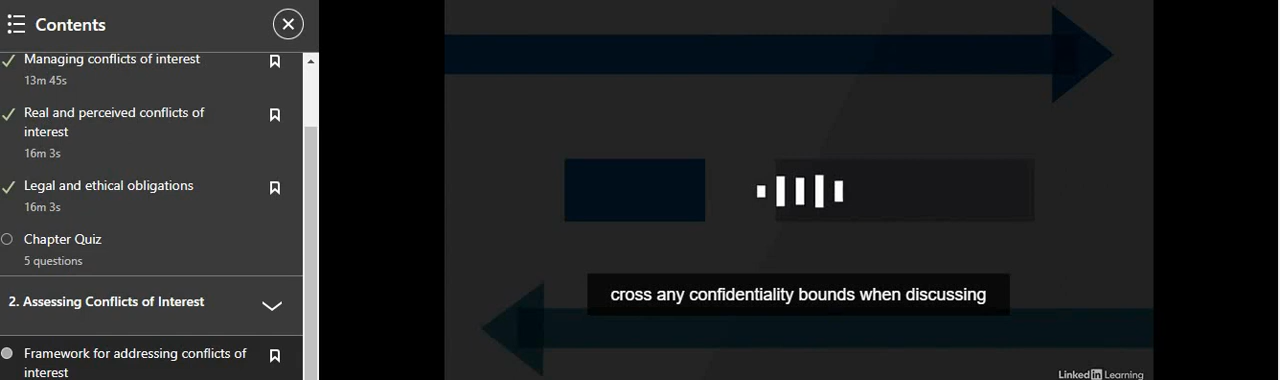 Contents
Managing conflicts of interest
13m 45s
Real and perceived conflicts of
interest
16m 3s
Legal and ethical obligations
16m 3s
Chapter Quiz
5 questions
2. Assessing Conflicts of Interest
Framework for addressing conflicts of
interest
cross any confidentiality bounds when discussing
LinkedIn Learning